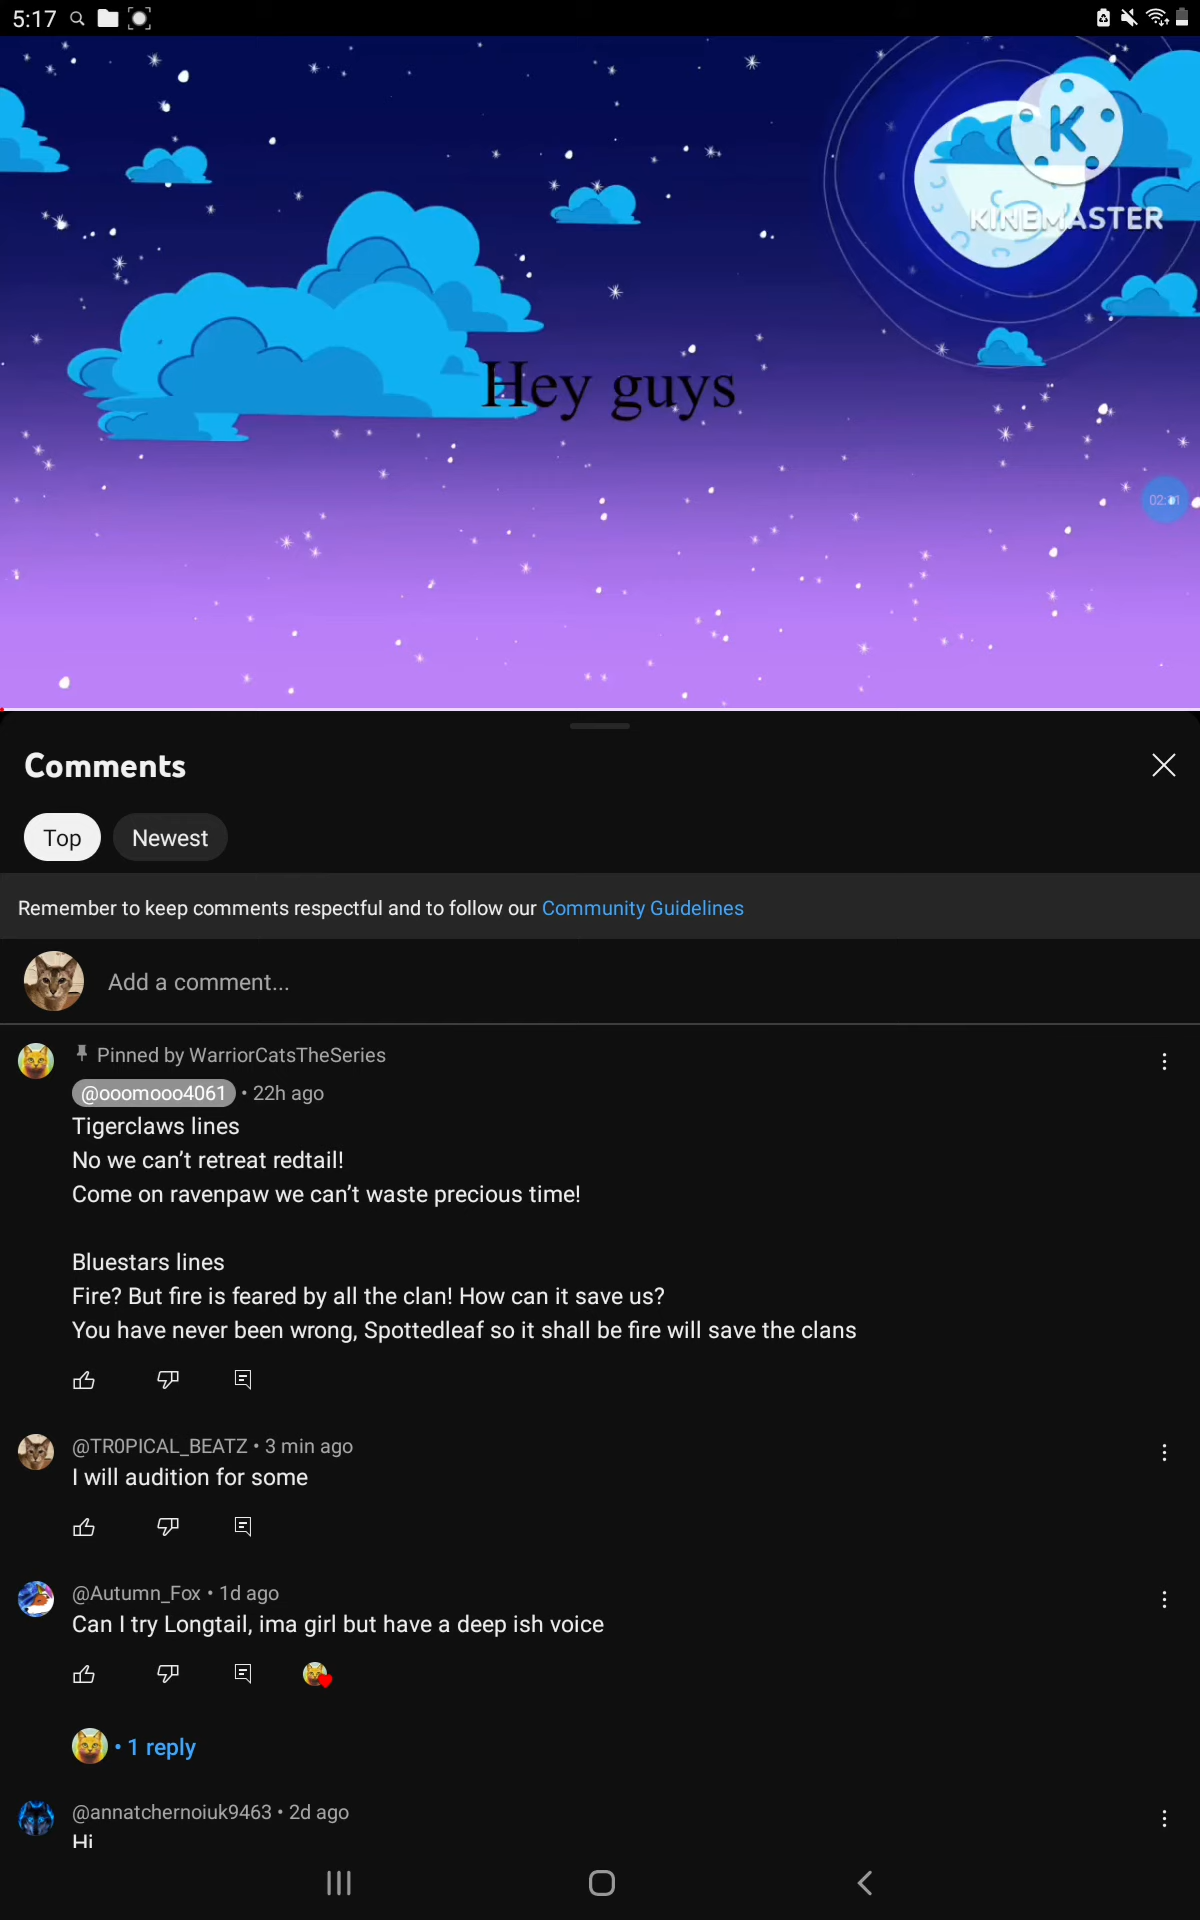 5:17
K
KINEMASTER
Hey guys
Comments
Top
Newest
Remember to keep comments respectful and to follow our Community Guidelines
Add a comment...
Pinned by WarriorCatsTheSeries
@ooomooo4061 • 22h ago
Tigerclaws lines
No we can’t retreat redtail!
Come on ravenpaw we can’t waste precious time!
Bluestars lines
Fire? But fire is feared by all the clan! How can it save us?
You have never been wrong, Spottedleaf so it shall be fire will save the clans
@TR0PICAL_BEATZ • 3 min ago
I will audition for some
@Autumn_Fox • 1d ago
Can I try Longtail, ima girl but have a deep ish voice
• 1 reply
@annatchernoiuk9463 • 2d ago
Hi